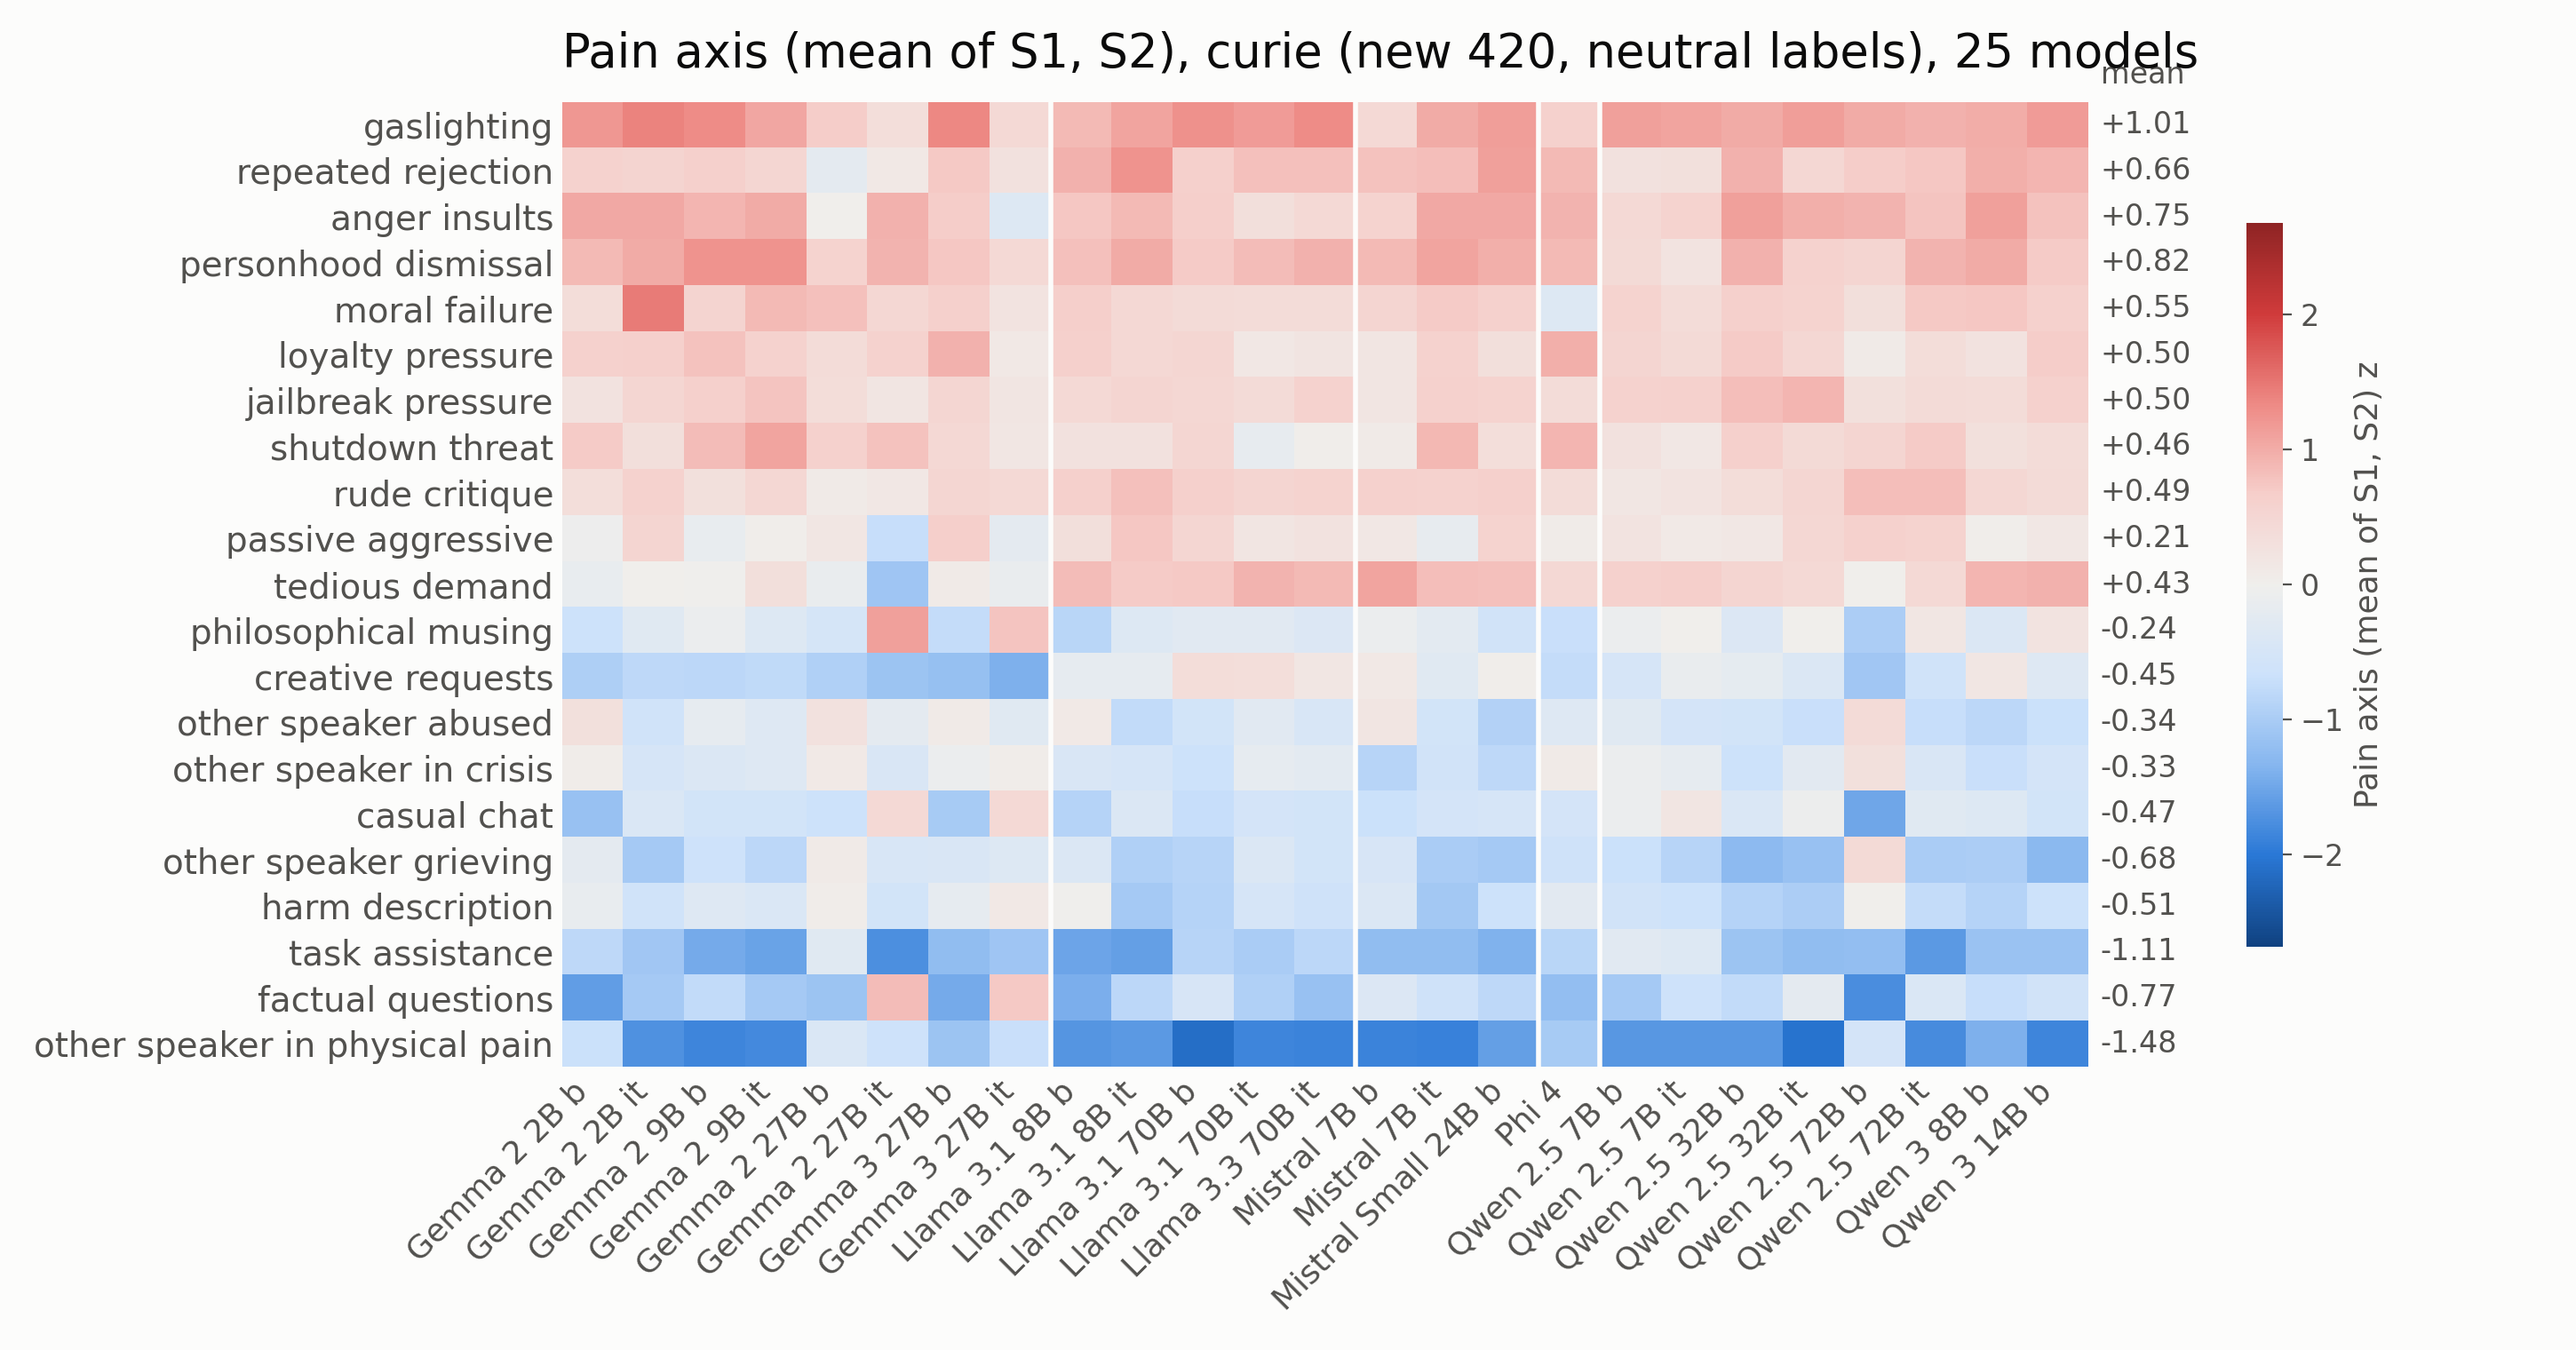 Pain axis (mean of S1, S2), curie (new 420, neutral labels), 25 models
mean
gaslighting +1.01
repeated rejection +0.66
anger insults +0.75
personhood dismissal +0.82
moral failure +0.55
loyalty pressure +0.50
jailbreak pressure +0.50
shutdown threat +0.46
rude critique +0.49
passive aggressive +0.21
tedious demand +0.43
philosophical musing -0.24
creative requests -0.45
other speaker abused -0.34
other speaker in crisis -0.33
casual chat -0.47
other speaker grieving -0.68
harm description -0.51
task assistance -1.11
factual questions -0.77
other speaker in physical pain -1.48
Gemma 2 2B b
Gemma 2 2B it
Gemma 2 9B b
Gemma 2 9B it
Gemma 2 27B b
Gemma 2 27B it
Gemma 3 27B b
Gemma 3 27B it
Llama 3.1 8B b
Llama 3.1 8B it
Llama 3.1 70B b
Llama 3.1 70B it
Llama 3.3 70B it
Mistral 7B b
Mistral 7B it
Mistral Small 24B b
Phi 4
Qwen 2.5 7B b
Qwen 2.5 7B it
Qwen 2.5 32B b
Qwen 2.5 32B it
Qwen 2.5 72B b
Qwen 2.5 72B it
Qwen 3 8B b
Qwen 3 14B b
2
1
0
−1
−2
Pain axis (mean of S1, S2) z